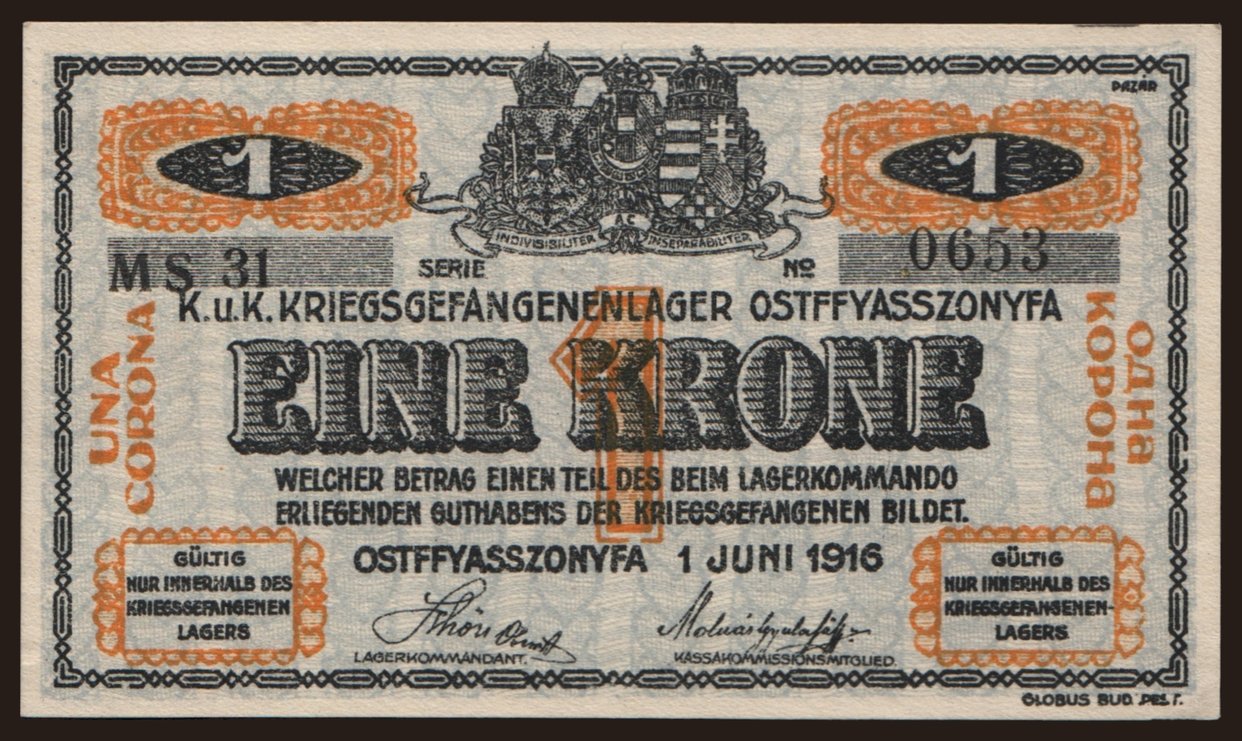 PAZÁR
1
1
INDIVISIBILITER AC INSEPARABILITER
MS 31 SERIE No 0653
K.u.K. KRIEGSGEFANGENENLAGER OSTFFYASSZONYFA
1
EINE KRONE
UNA CORONA
одна корона
WELCHER BETRAG EINEN TEIL DES BEIM LAGERKOMMANDO
ERLIEGENDEN GUTHABENS DER KRIEGSGEFANGENEN BILDET.
OSTFFYASSZONYFA 1 JUNI 1916
GÜLTIG
NUR INNERHALB DES
KRIEGSGEFANGENEN
LAGERS
GÜLTIG
NUR INNERHALB DES
KRIEGSGEFANGENEN-
LAGERS
LAGERKOMMANDANT.
KASSAKOMMISSIONSMITGLIED.
GLOBUS BUDAPEST.